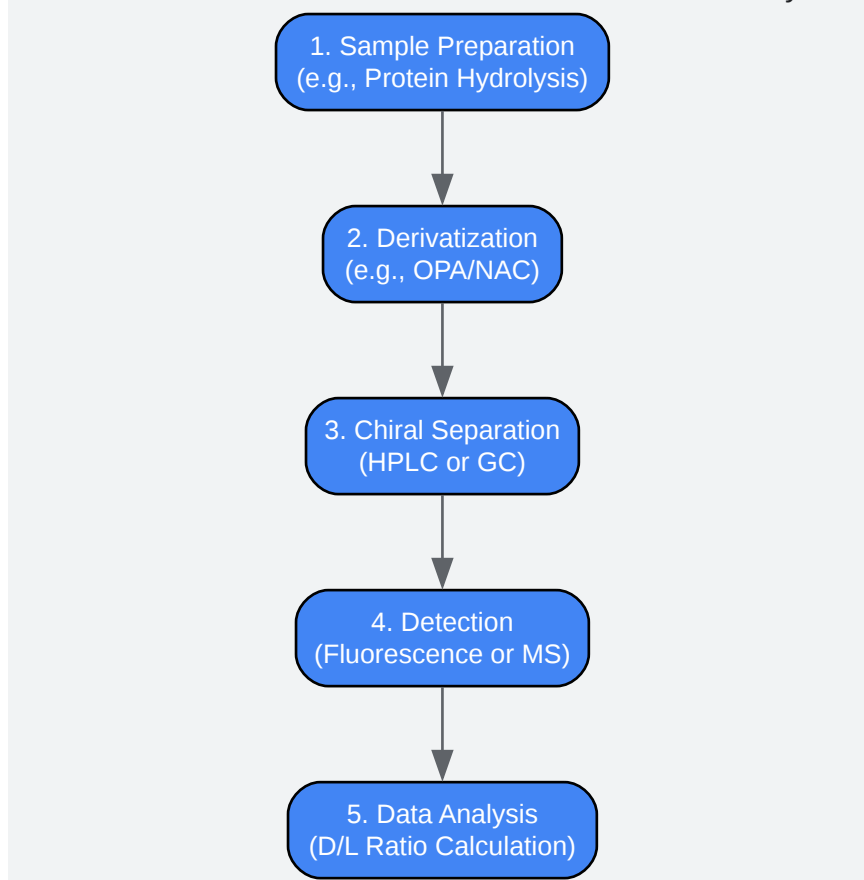 1. Sample Preparation
(e.g., Protein Hydrolysis)
2. Derivatization
(e.g., OPA/NAC)
3. Chiral Separation
(HPLC or GC)
4. Detection
(Fluorescence or MS)
5. Data Analysis
(D/L Ratio Calculation)